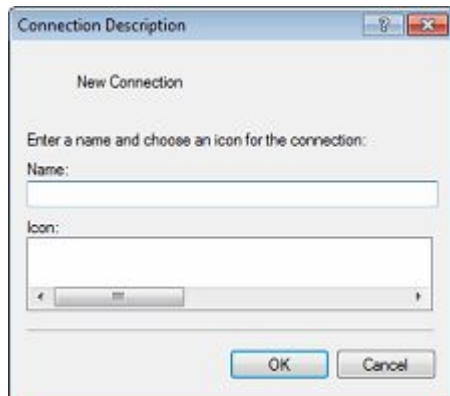 Connection Description
New Connection
Enter a name and choose an icon for the connection:
Name:
Icon:
OK Cancel